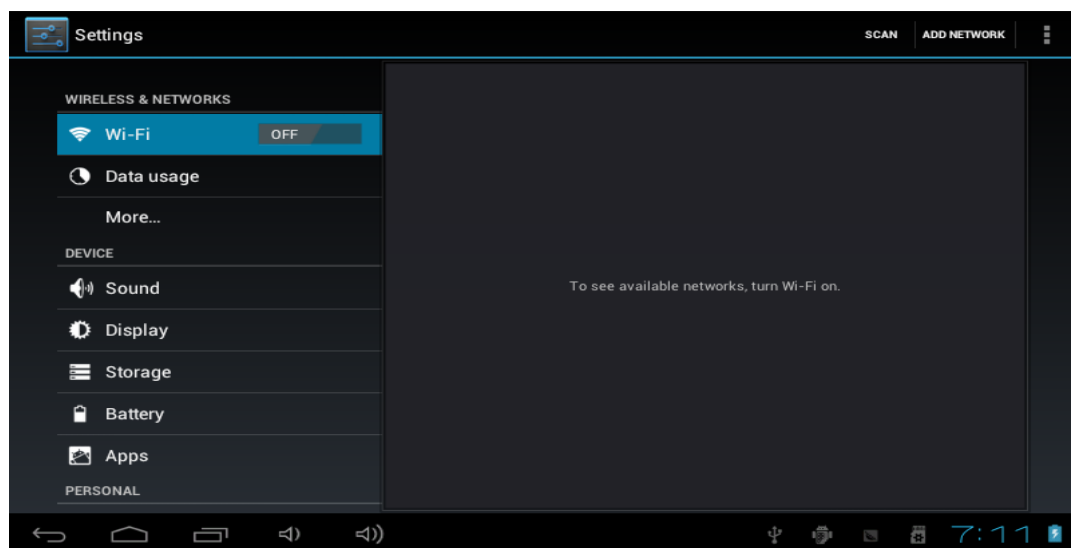 Settings
SCAN
ADD NETWORK
WIRELESS & NETWORKS
Wi-Fi
OFF
Data usage
More...
DEVICE
Sound
Display
Storage
Battery
Apps
PERSONAL
To see available networks, turn Wi-Fi on.
7:11